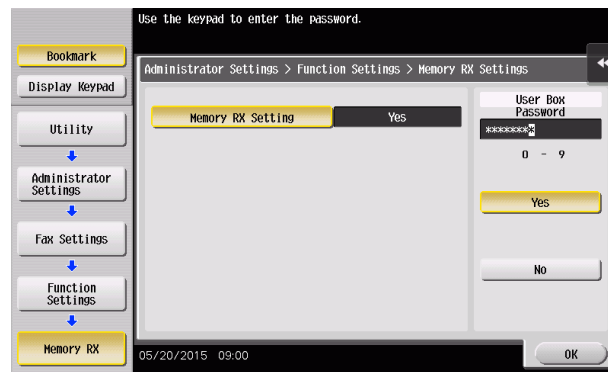 Use the keypad to enter the password.
Bookmark
Display Keypad
Utility
Administrator
Settings
Fax Settings
Function
Settings
Memory RX
Administrator Settings > Function Settings > Memory RX Settings
Memory RX Setting
Yes
User Box
Password
********
0 - 9
Yes
No
05/20/2015 09:00
OK